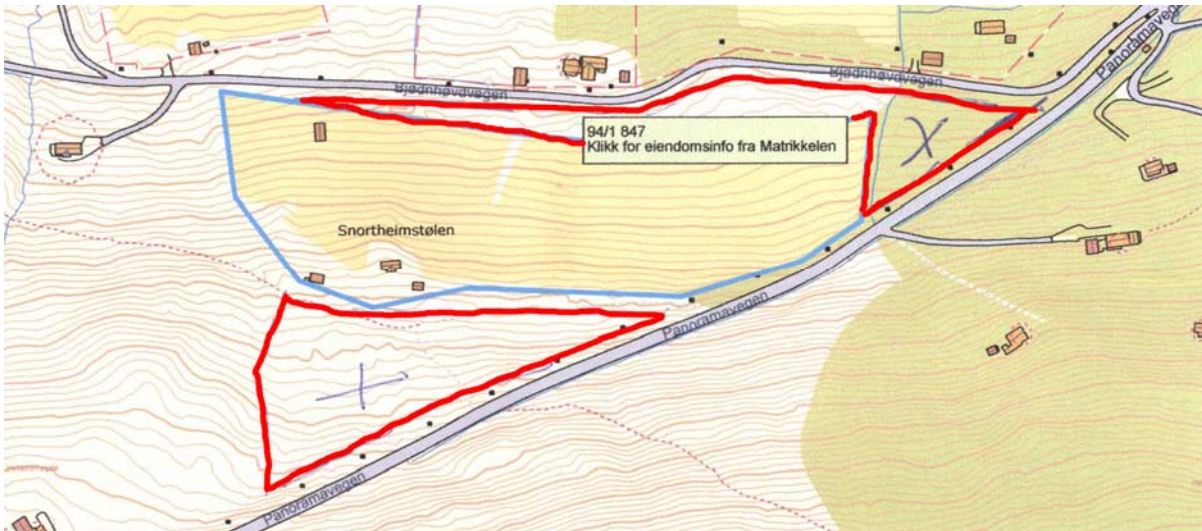 Bjødnhøvdvegen
Bjødnhøvdvegen
Panoramavegen
94/1 847
Klikk for eiendomsinfo fra Matrikkelen
X
Snortheimstølen
Panoramavegen
Panoramavegen